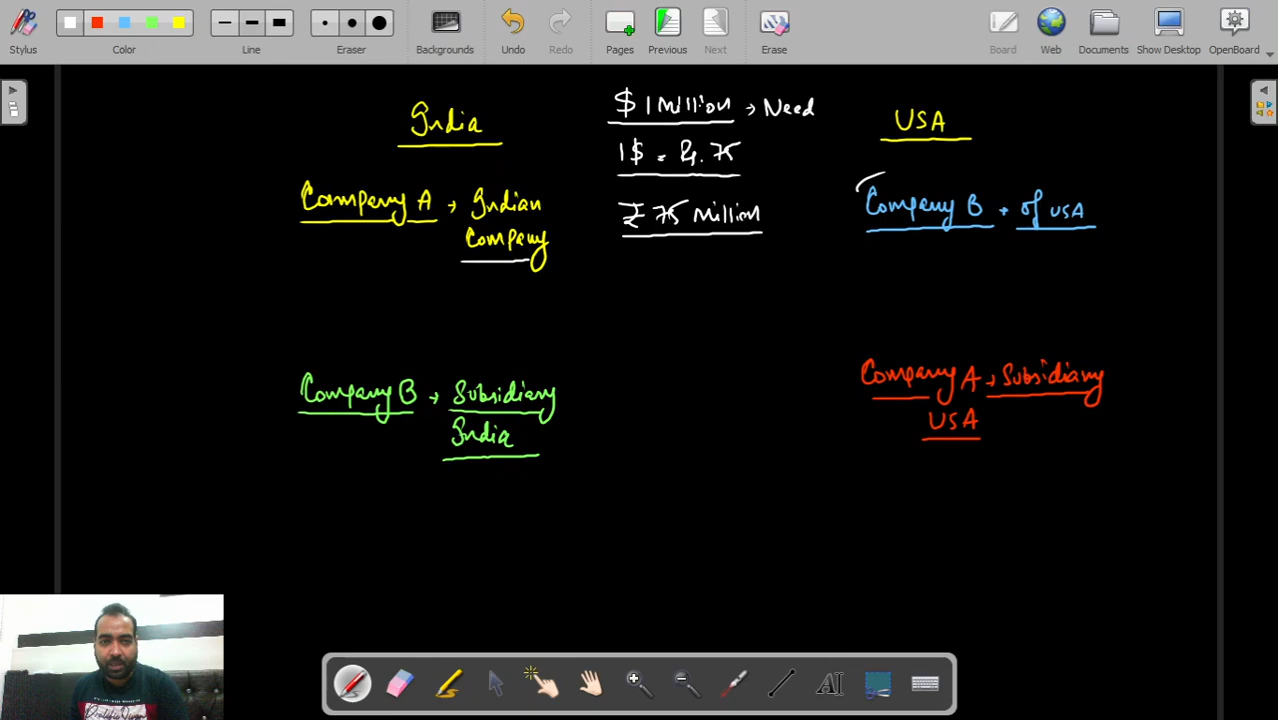 Stylus
Color
Line
Eraser
Backgrounds
Undo
Redo
Pages
Previous
Next
Erase
Board
Web
Documents
Show Desktop
OpenBoard
India
$ 1 Million → Need
USA
1$ = Rs. 75
Company A → Indian
Company
₹ 75 Million
Company B → of USA
Company B → Subsidiary
India
Company A → Subsidiary
USA
AI